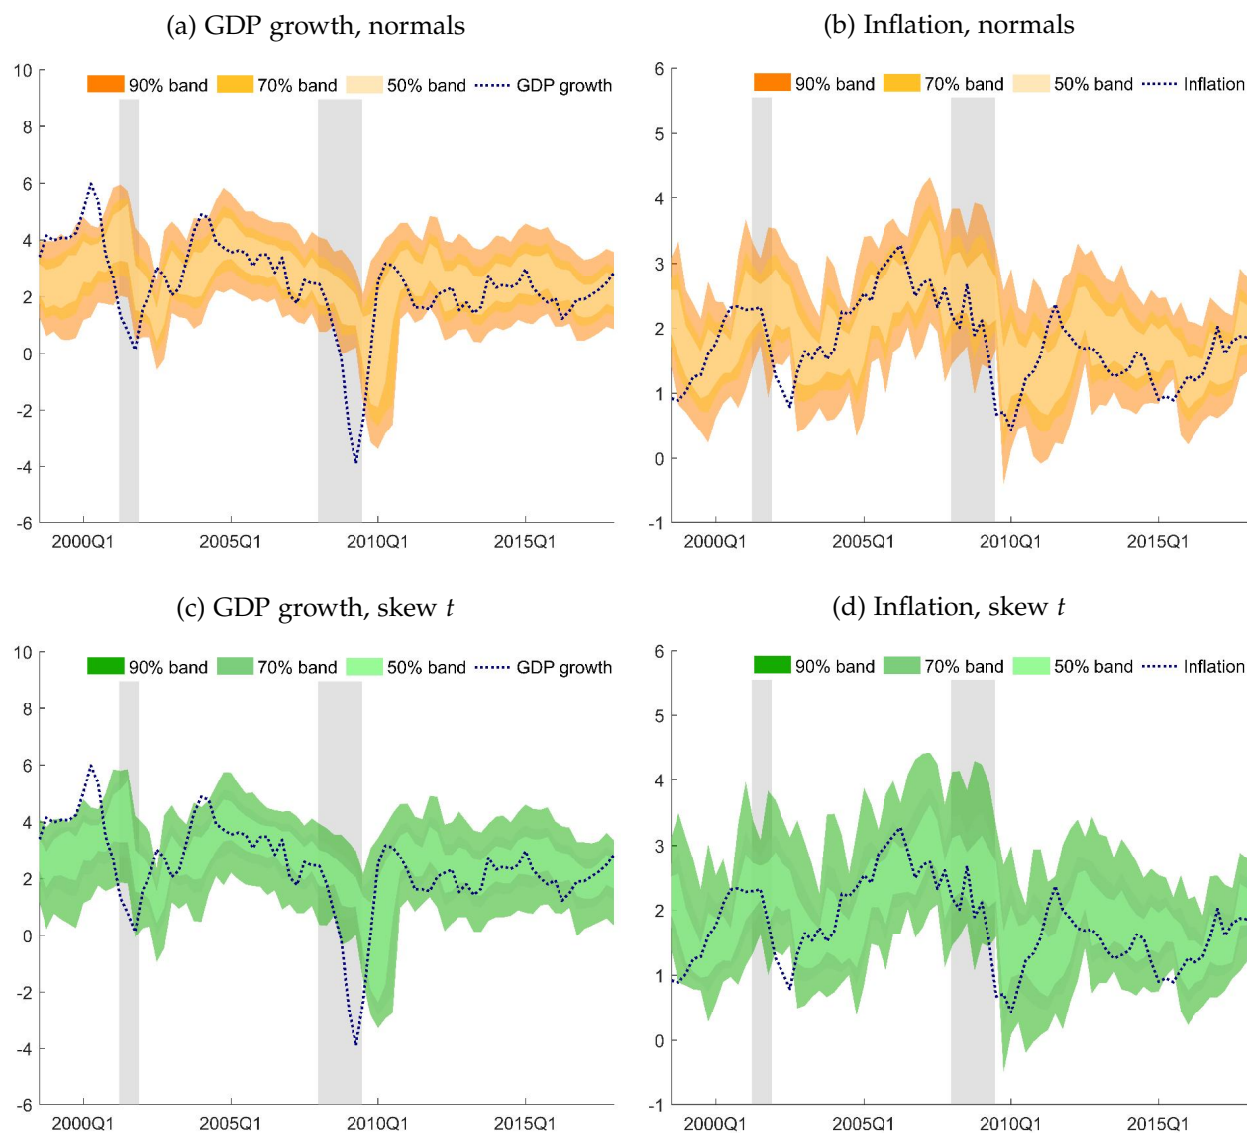 (a) GDP growth, normals
(b) Inflation, normals
90% band 70% band 50% band GDP growth
10
8
6
4
2
0
-2
-4
-6
2000Q1 2005Q1 2010Q1 2015Q1
90% band 70% band 50% band Inflation
6
5
4
3
2
1
0
-1
2000Q1 2005Q1 2010Q1 2015Q1
(c) GDP growth, skew t
(d) Inflation, skew t
90% band 70% band 50% band GDP growth
10
8
6
4
2
0
-2
-4
-6
2000Q1 2005Q1 2010Q1 2015Q1
90% band 70% band 50% band Inflation
6
5
4
3
2
1
0
-1
2000Q1 2005Q1 2010Q1 2015Q1